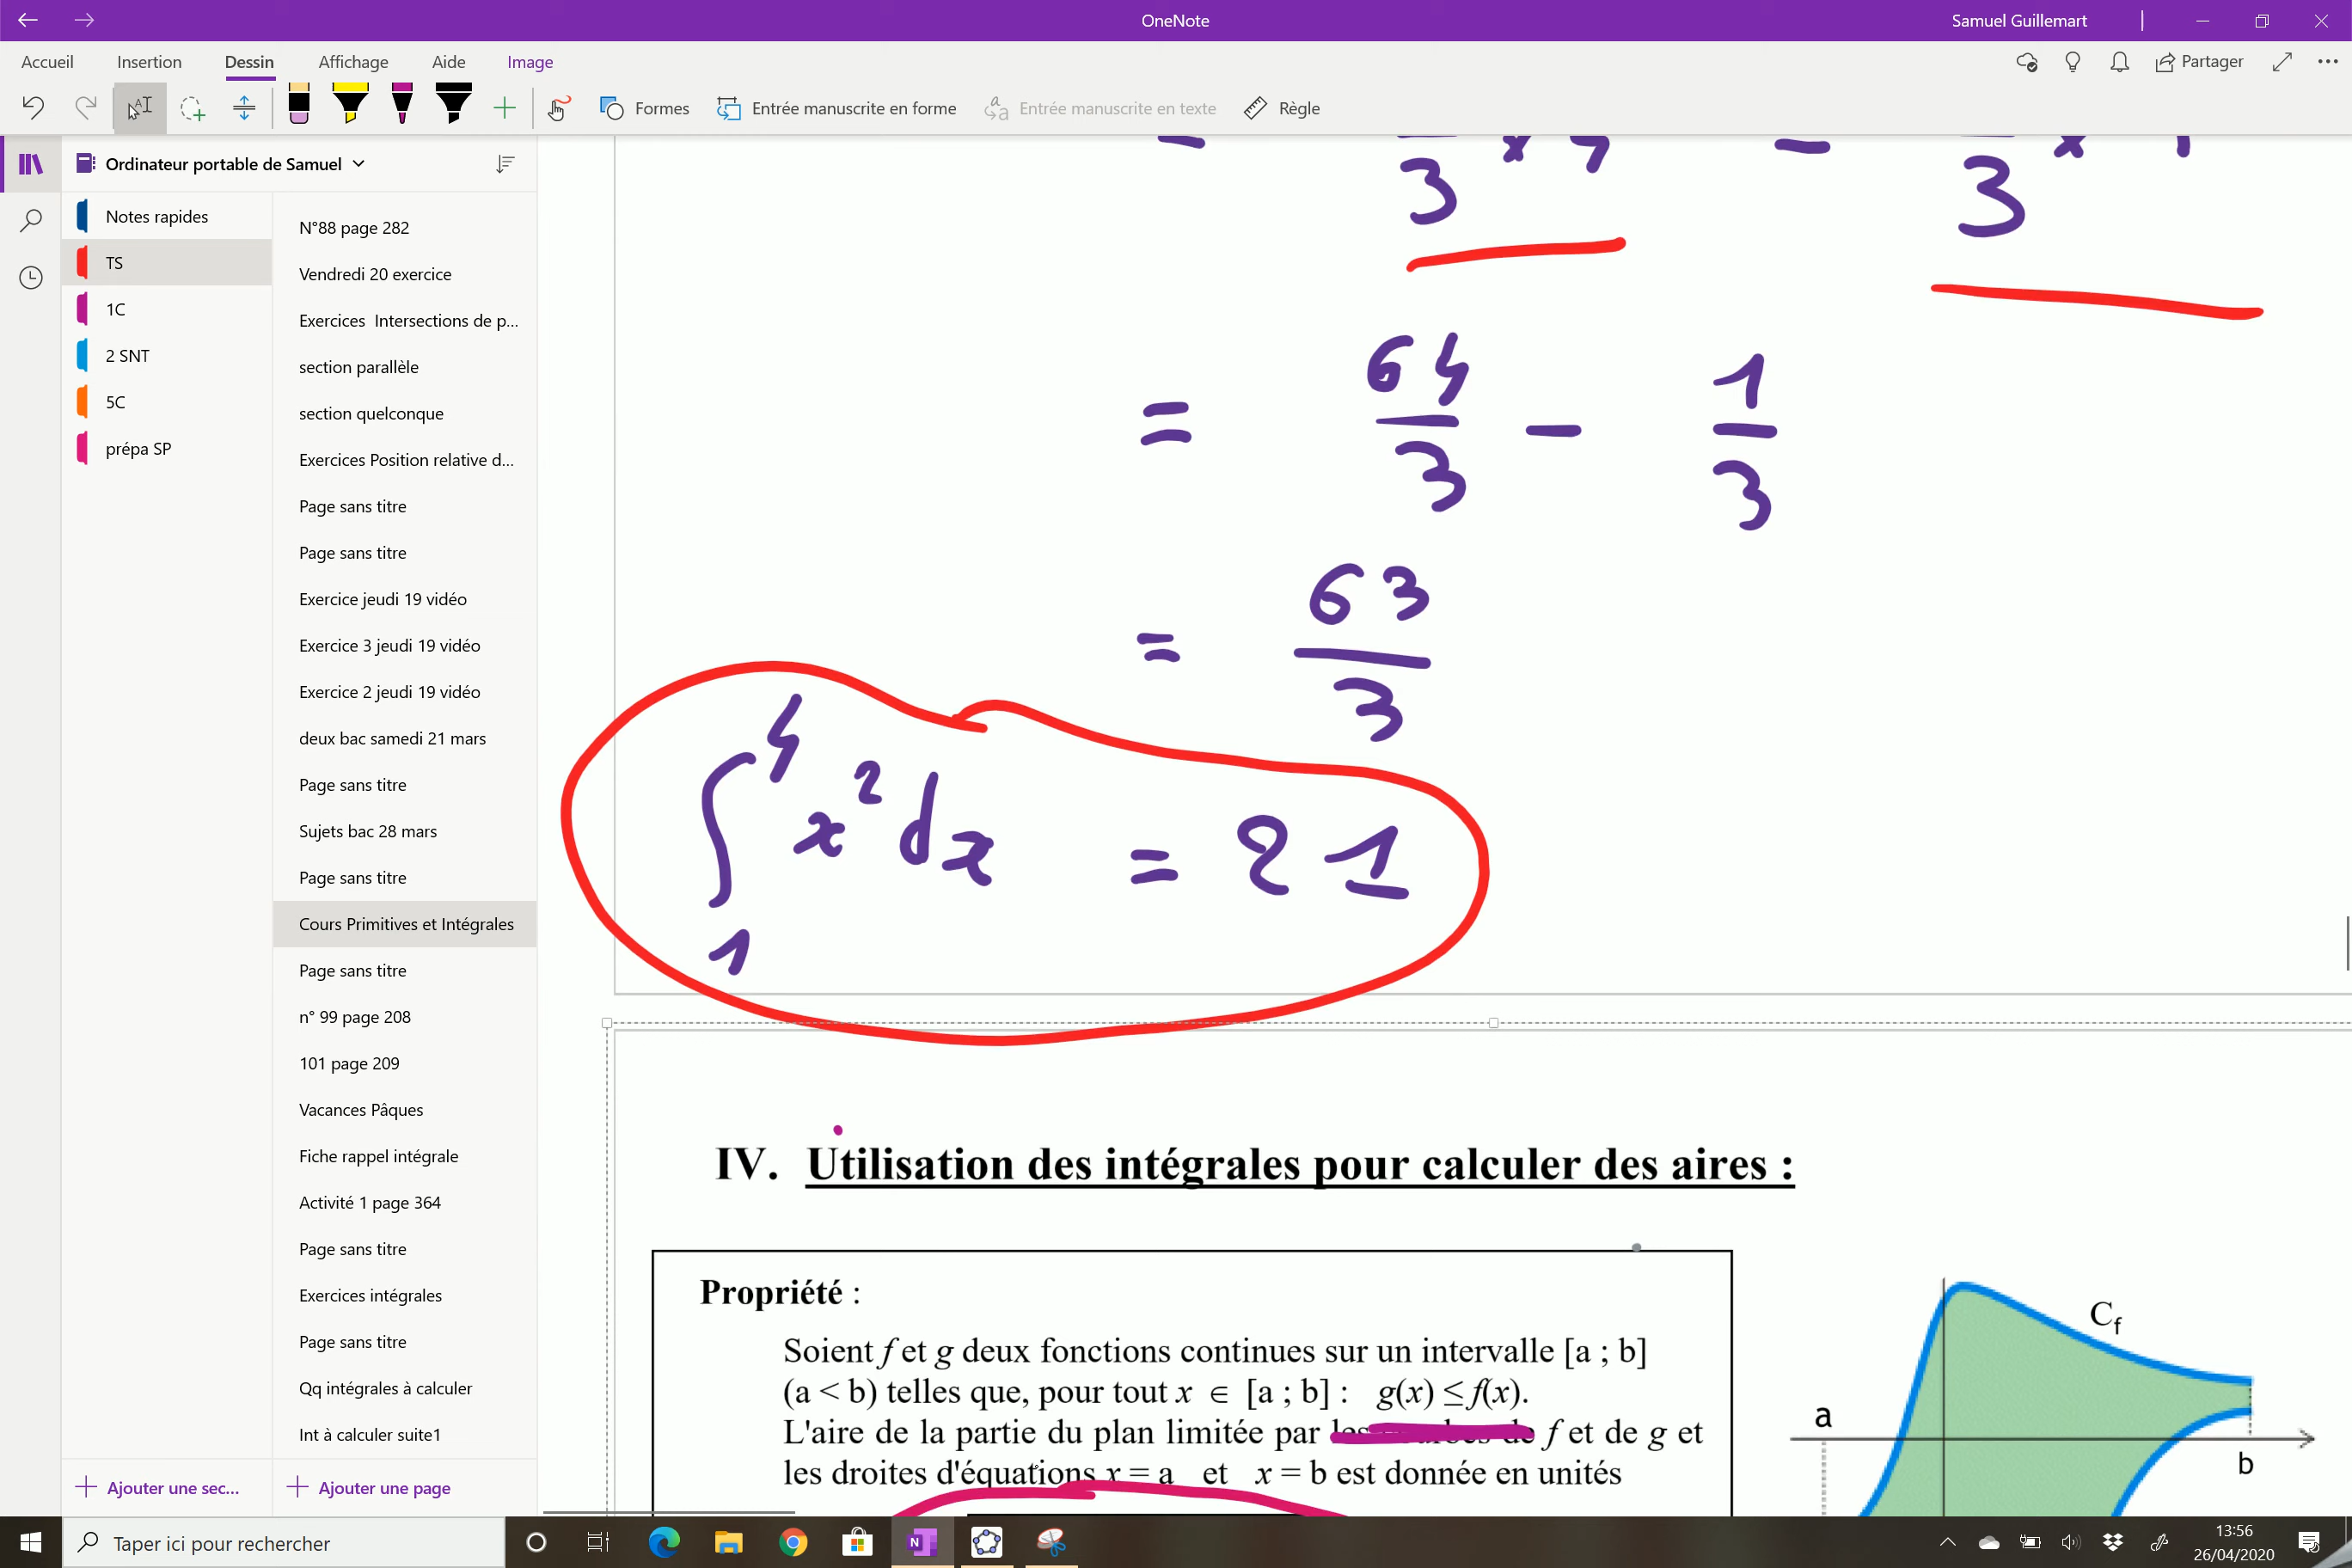 OneNote
Samuel Guillemart
Accueil
Insertion
Dessin
Affichage
Aide
Image
Partager
Formes
Entrée manuscrite en forme
Entrée manuscrite en texte
Règle
Ordinateur portable de Samuel
Notes rapides
TS
1C
2 SNT
5C
prépa SP
Ajouter une sec...
N°88 page 282
Vendredi 20 exercice
Exercices Intersections de p...
section parallèle
section quelconque
Exercices Position relative d...
Page sans titre
Page sans titre
Exercice jeudi 19 vidéo
Exercice 3 jeudi 19 vidéo
Exercice 2 jeudi 19 vidéo
deux bac samedi 21 mars
Page sans titre
Sujets bac 28 mars
Page sans titre
Cours Primitives et Intégrales
Page sans titre
n° 99 page 208
101 page 209
Vacances Pâques
Fiche rappel intégrale
Activité 1 page 364
Page sans titre
Exercices intégrales
Page sans titre
Qq intégrales à calculer
Int à calculer suite1
Ajouter une page
= 64/3 − 1/3
= 63/3
∫₁⁴ x² dx = 21
IV. Utilisation des intégrales pour calculer des aires :
Propriété :
Soient f et g deux fonctions continues sur un intervalle [a ; b]
(a < b) telles que, pour tout x ∈ [a ; b] : g(x) ≤ f(x).
L'aire de la partie du plan limitée par les courbes de f et de g et
les droites d'équations x = a et x = b est donnée en unités
Cf
a
b
Taper ici pour rechercher
13:56
26/04/2020